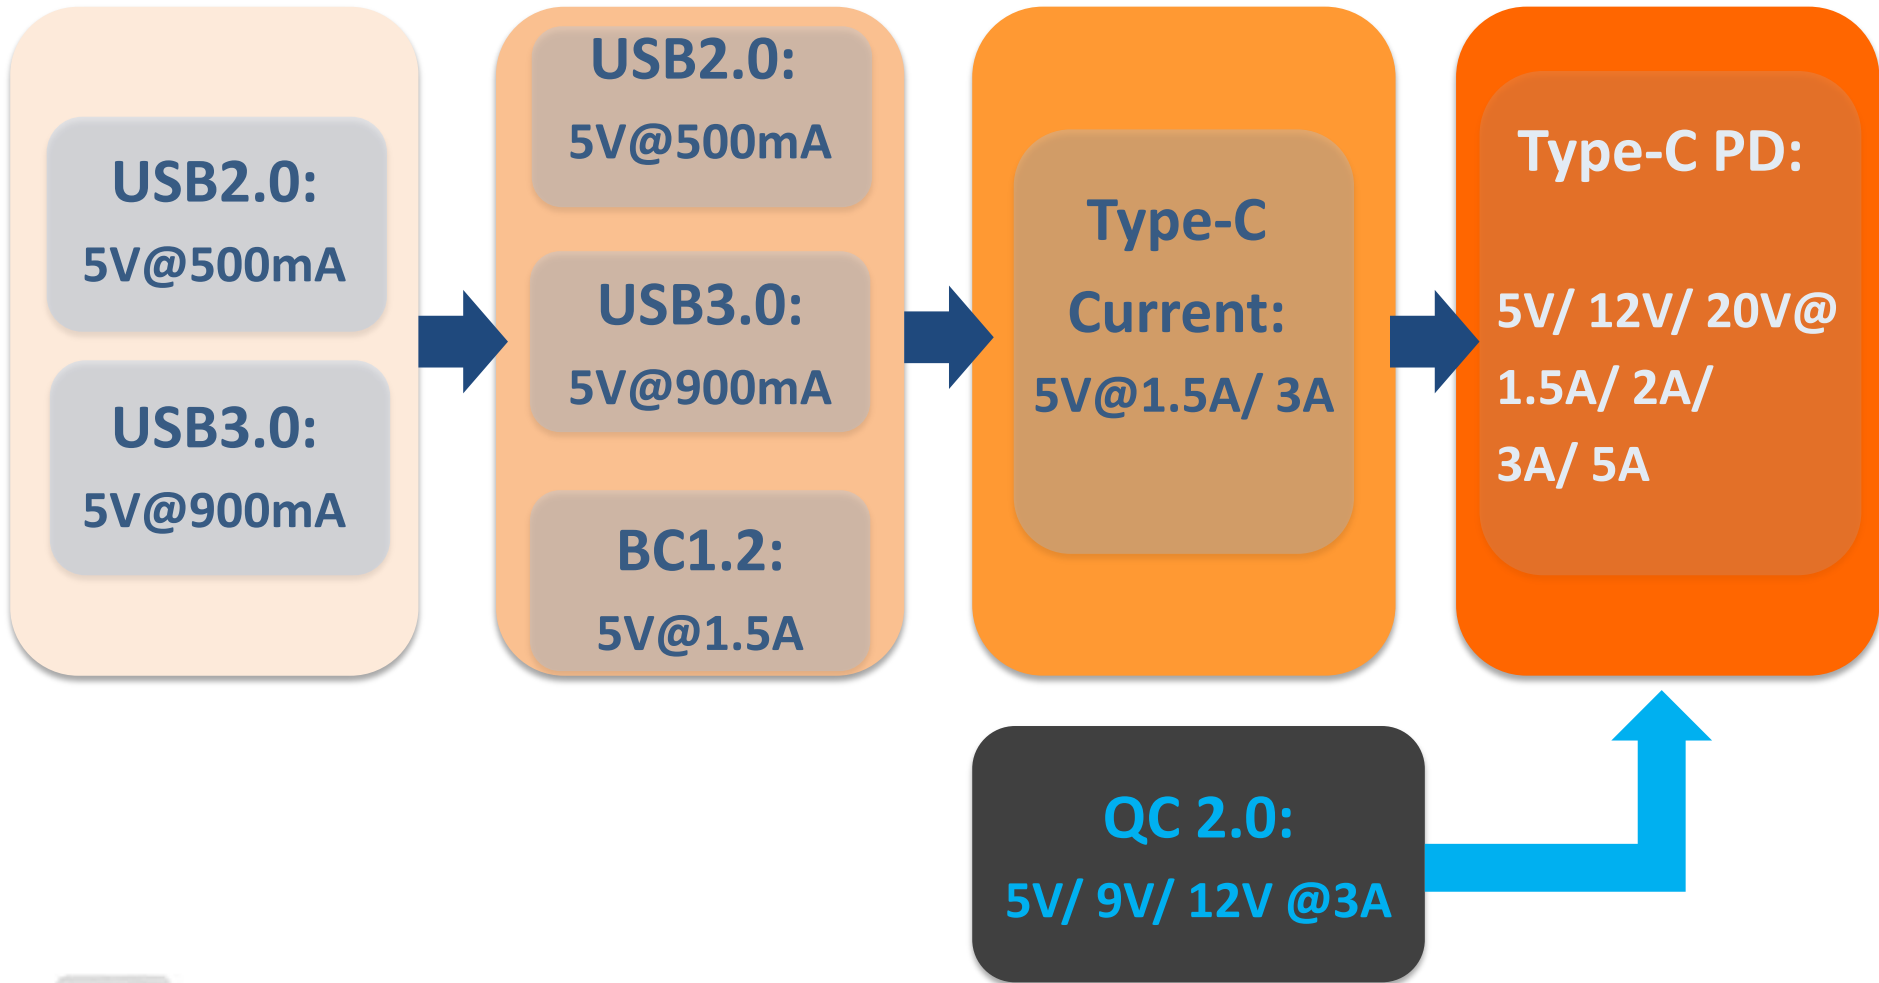 USB2.0:
5V@500mA
USB3.0:
5V@900mA
USB2.0:
5V@500mA
USB3.0:
5V@900mA
BC1.2:
5V@1.5A
Type-C
Current:
5V@1.5A/ 3A
Type-C PD:
5V/ 12V/ 20V@
1.5A/ 2A/
3A/ 5A
QC 2.0:
5V/ 9V/ 12V @3A